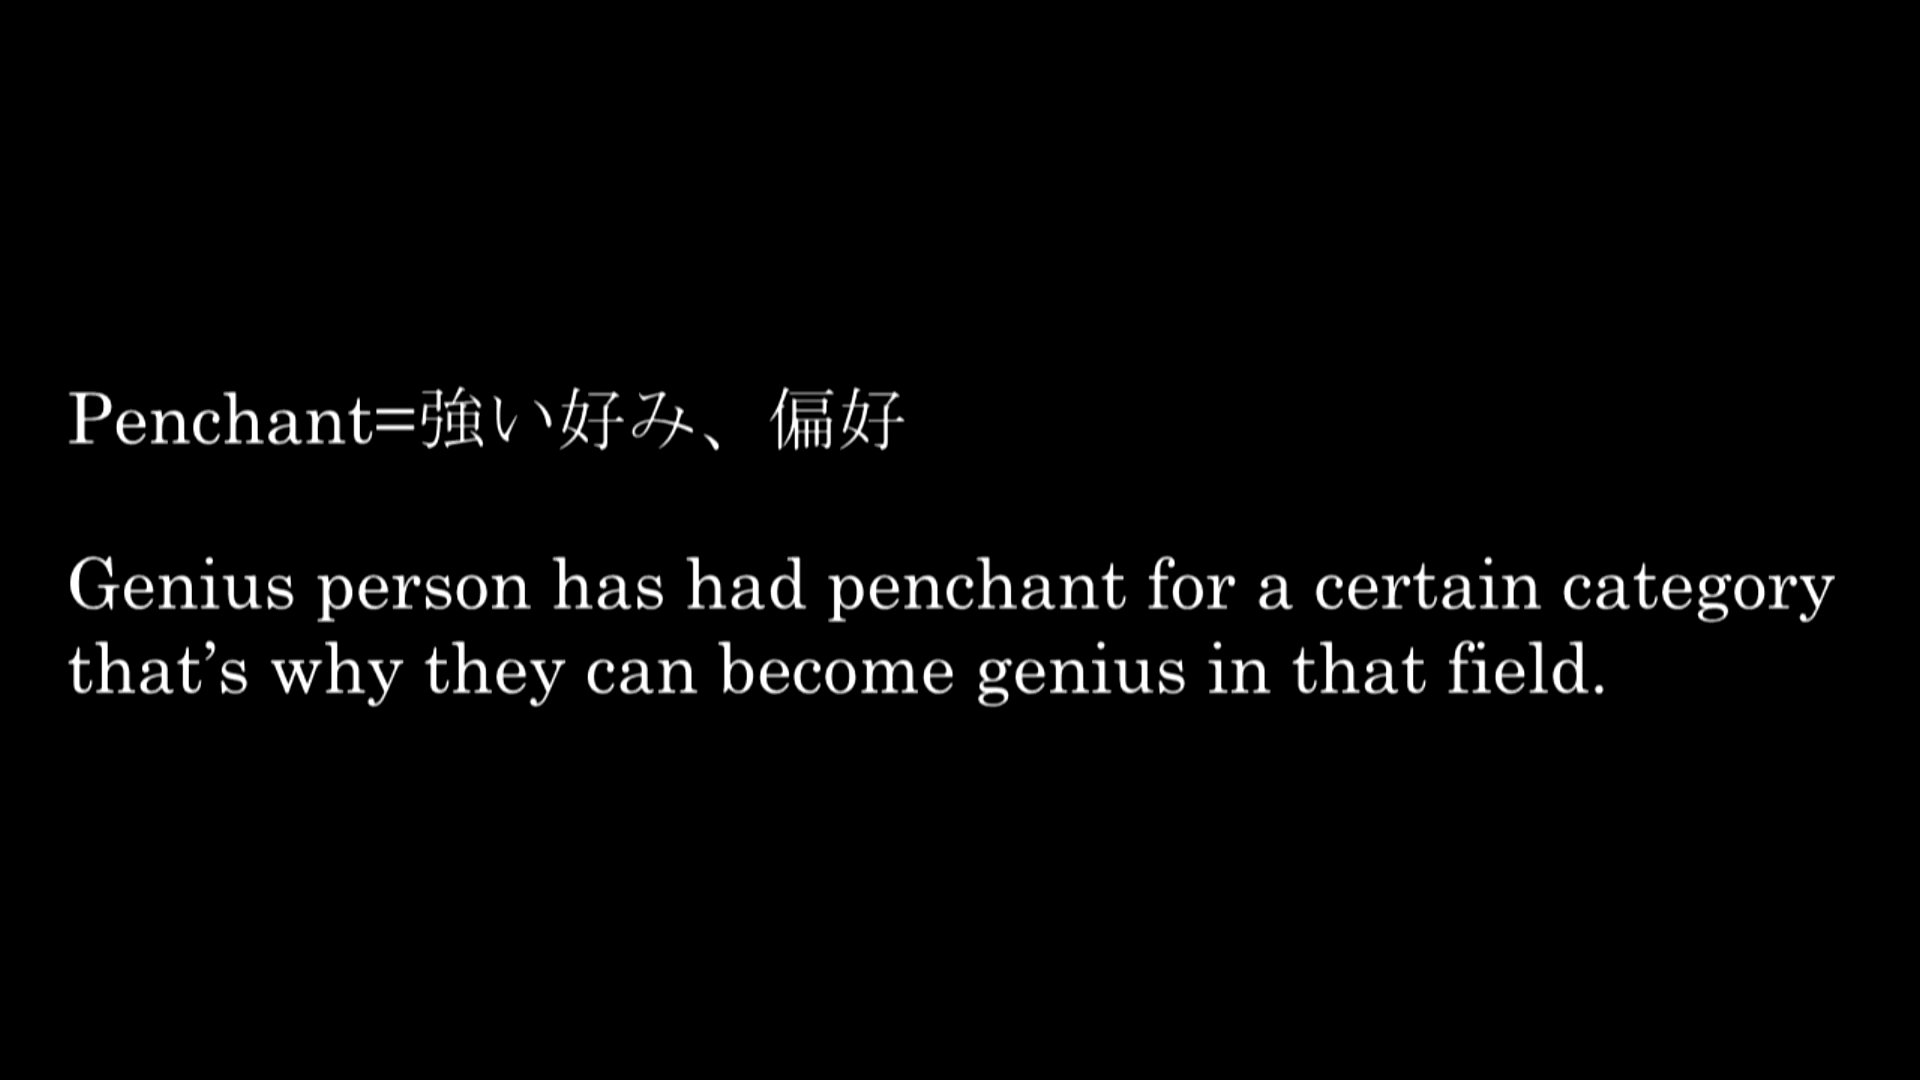 Penchant=強い好み、偏好
Genius person has had penchant for a certain category
that’s why they can become genius in that field.